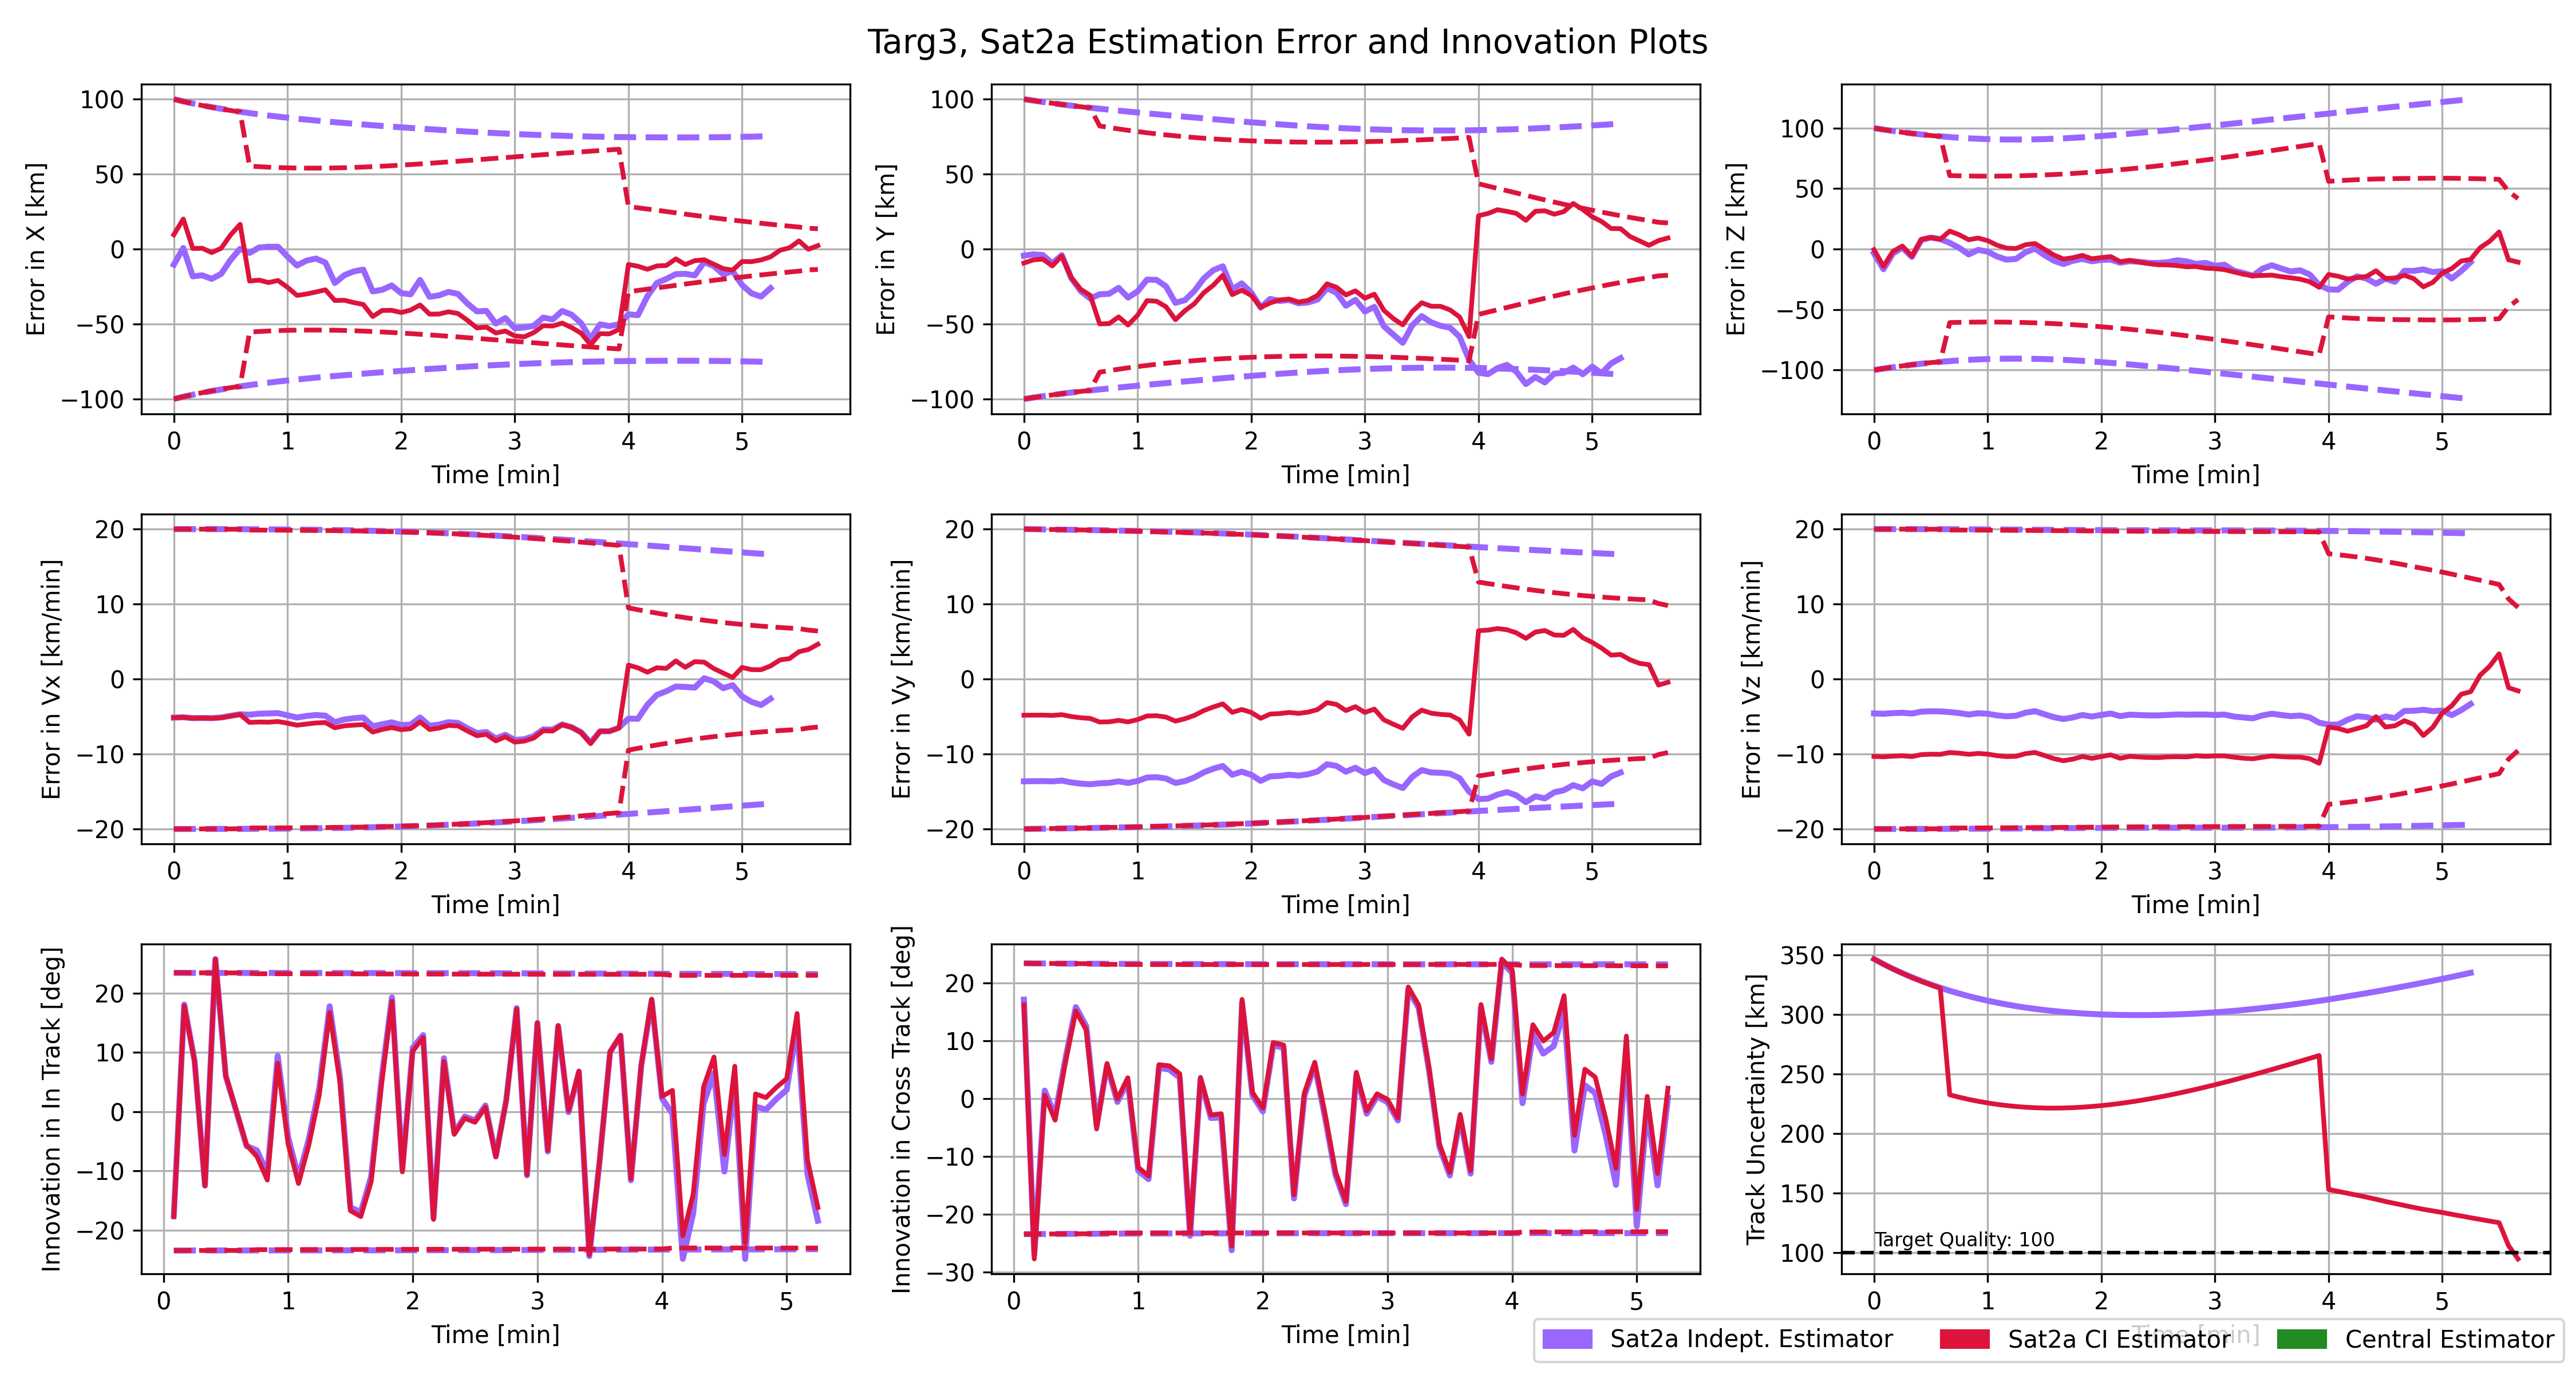 Targ3, Sat2a Estimation Error and Innovation Plots
Error in X [km]
100
50
0
−50
−100
0 1 2 3 4 5
Time [min]
Error in Y [km]
100
50
0
−50
−100
0 1 2 3 4 5
Time [min]
Error in Z [km]
100
50
0
−50
−100
0 1 2 3 4 5
Time [min]
Error in Vx [km/min]
20
10
0
−10
−20
0 1 2 3 4 5
Time [min]
Error in Vy [km/min]
20
10
0
−10
−20
0 1 2 3 4 5
Time [min]
Error in Vz [km/min]
20
10
0
−10
−20
0 1 2 3 4 5
Time [min]
Innovation in In Track [deg]
20
10
0
−10
−20
0 1 2 3 4 5
Time [min]
Innovation in Cross Track [deg]
20
10
0
−10
−20
−30
0 1 2 3 4 5
Time [min]
Track Uncertainty [km]
350
300
250
200
150
100
Target Quality: 100
0 1 2 3 4 5
Time [min]
Sat2a Indept. Estimator
Sat2a CI Estimator
Central Estimator